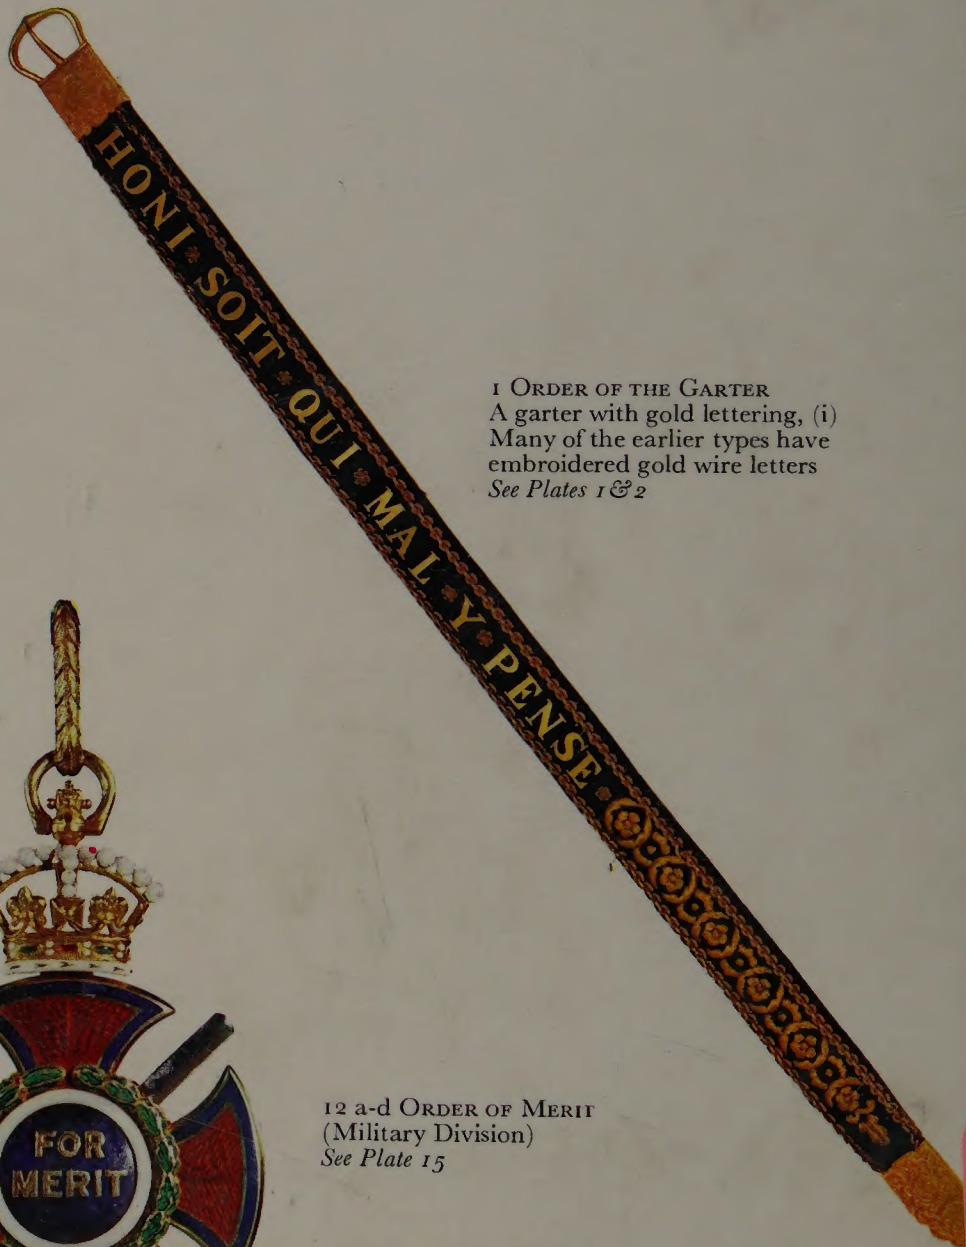 HONI SOIT QUI MAL Y PENSE
1 ORDER OF THE GARTER
A garter with gold lettering, (i)
Many of the earlier types have
embroidered gold wire letters
See Plates 1 & 2
FOR
MERIT
12 a-d ORDER OF MERIT
(Military Division)
See Plate 15